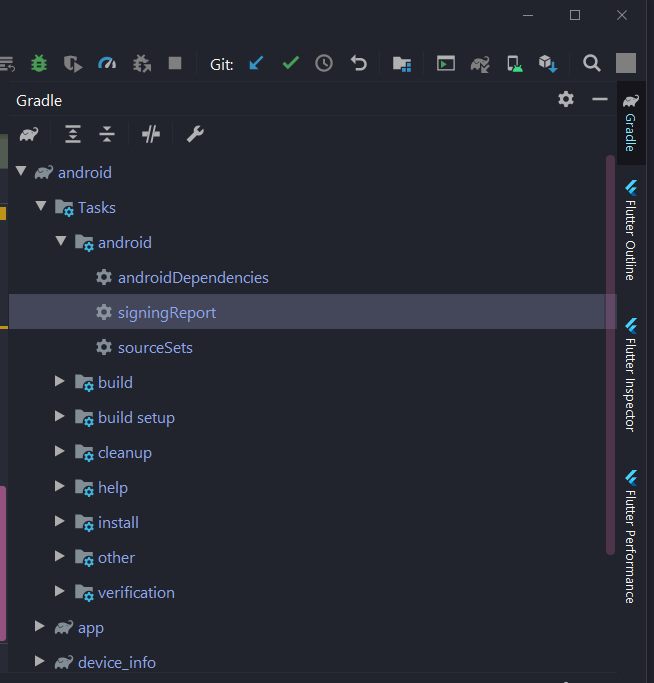 Git:
Gradle
android
Tasks
android
androidDependencies
signingReport
sourceSets
build
build setup
cleanup
help
install
other
verification
app
device_info
Gradle
Flutter Outline
Flutter Inspector
Flutter Performance